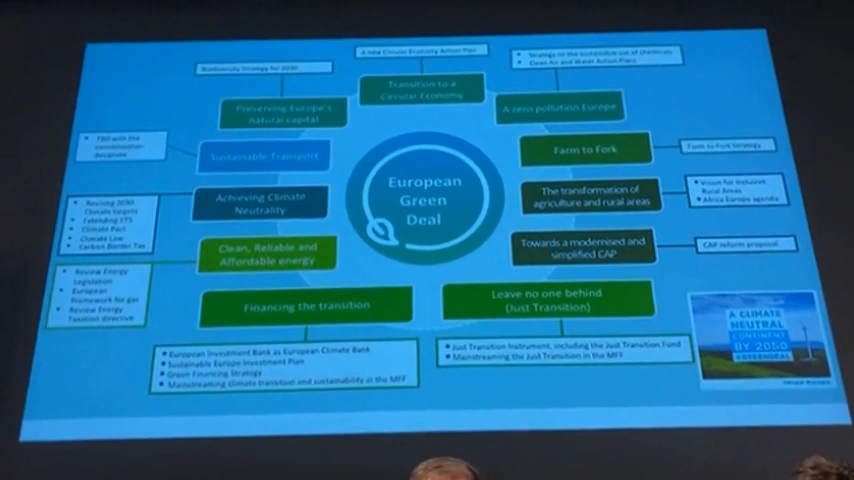 A new Circular Economy Action Plan
Biodiversity Strategy for 2030
• Strategy on the sustainable use of chemicals
• Clean Air and Water Action Plans
Transition to a
Circular Economy
Preserving Europe's
natural capital
A zero pollution Europe
TBD with the
commissioner-
designate
Sustainable Transport
Farm to Fork
Farm to Fork Strategy
European
Green
Deal
Achieving Climate
Neutrality
The transformation of
agriculture and rural areas
• Vision for Inclusive
Rural Areas
• Africa Europe agenda
• Revising 2030
Climate targets
• Extending ETS
• Climate Pact
• Climate Law
• Carbon Border Tax
Clean, Reliable and
Affordable energy
Towards a modernised and
simplified CAP
CAP reform proposal
• Review Energy
Legislation
• European
Framework for gas
• Review Energy
Taxation directive
Financing the transition
Leave no one behind
(Just Transition)
• European Investment Bank as European Climate Bank
• Sustainable Europe Investment Plan
• Green Financing Strategy
• Mainstreaming climate transition and sustainability in the MFF
• Just Transition Instrument, including the Just Transition Fund
• Mainstreaming the Just Transition in the MFF
A CLIMATE
NEUTRAL
CONTINENT
BY 2050
#GREENDEAL